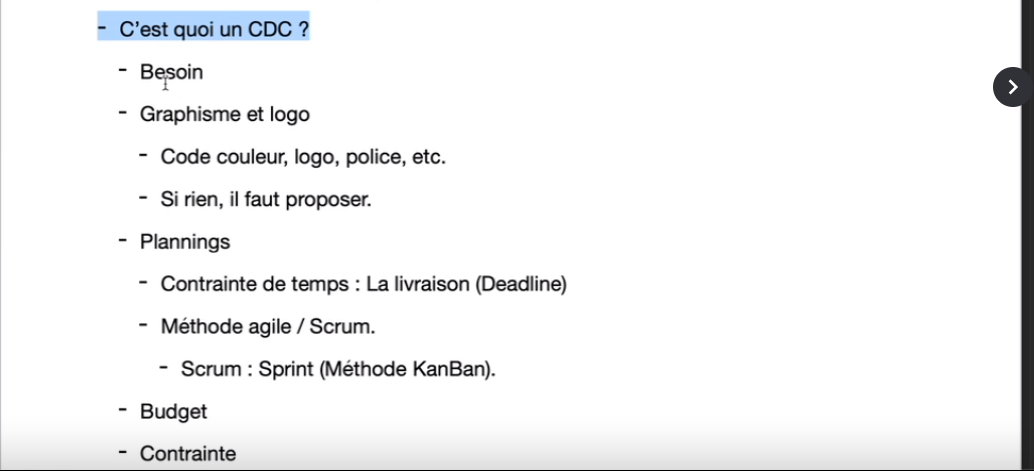 - C’est quoi un CDC ?
- Besoin
- Graphisme et logo
- Code couleur, logo, police, etc.
- Si rien, il faut proposer.
- Plannings
- Contrainte de temps : La livraison (Deadline)
- Méthode agile / Scrum.
- Scrum : Sprint (Méthode KanBan).
- Budget
- Contrainte